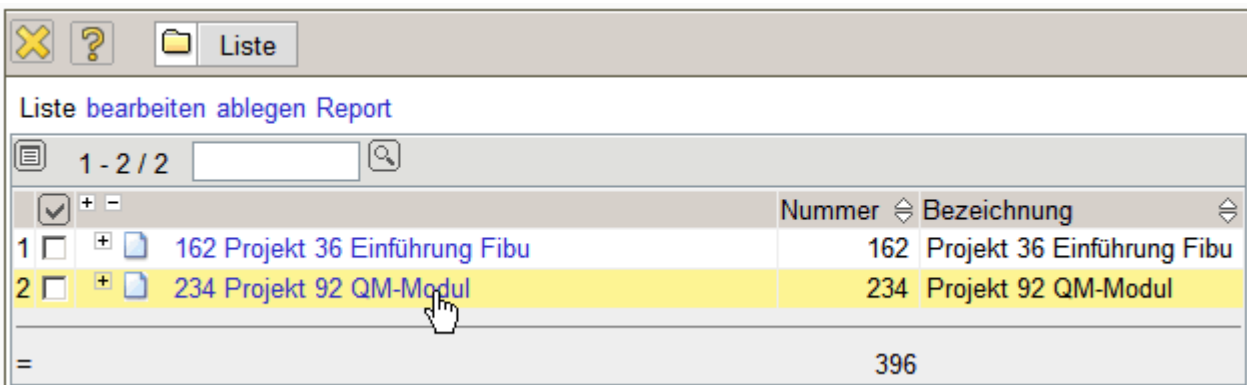 Liste
Liste bearbeiten ablegen Report
1 - 2 / 2
Nummer Bezeichnung
1 162 Projekt 36 Einführung Fibu 162 Projekt 36 Einführung Fibu
2 234 Projekt 92 QM-Modul 234 Projekt 92 QM-Modul
= 396